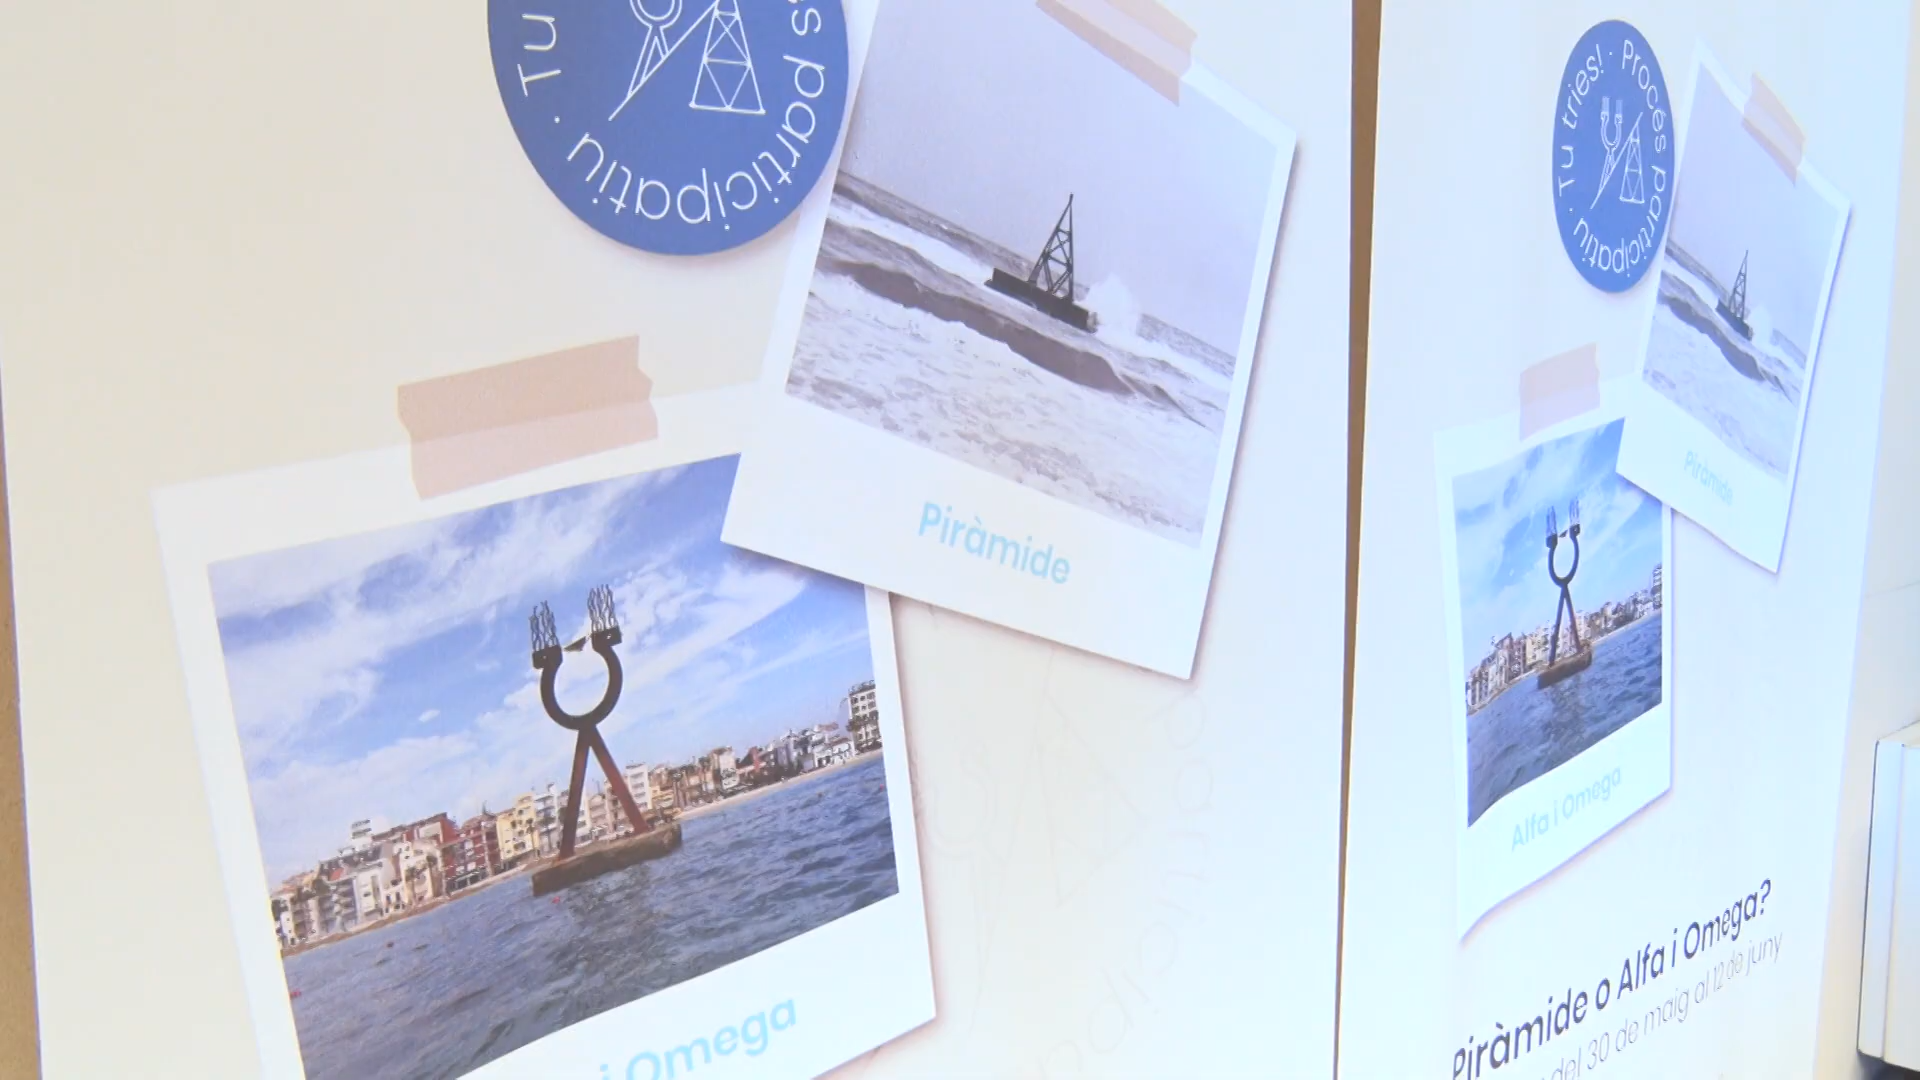 Tu
s participatiu ·
Piràmide
i Omega
Tu tries! · Procés participatiu ·
Piràmide
Alfa i Omega
Piràmide o Alfa i Omega?
del 30 de maig al 12 de juny